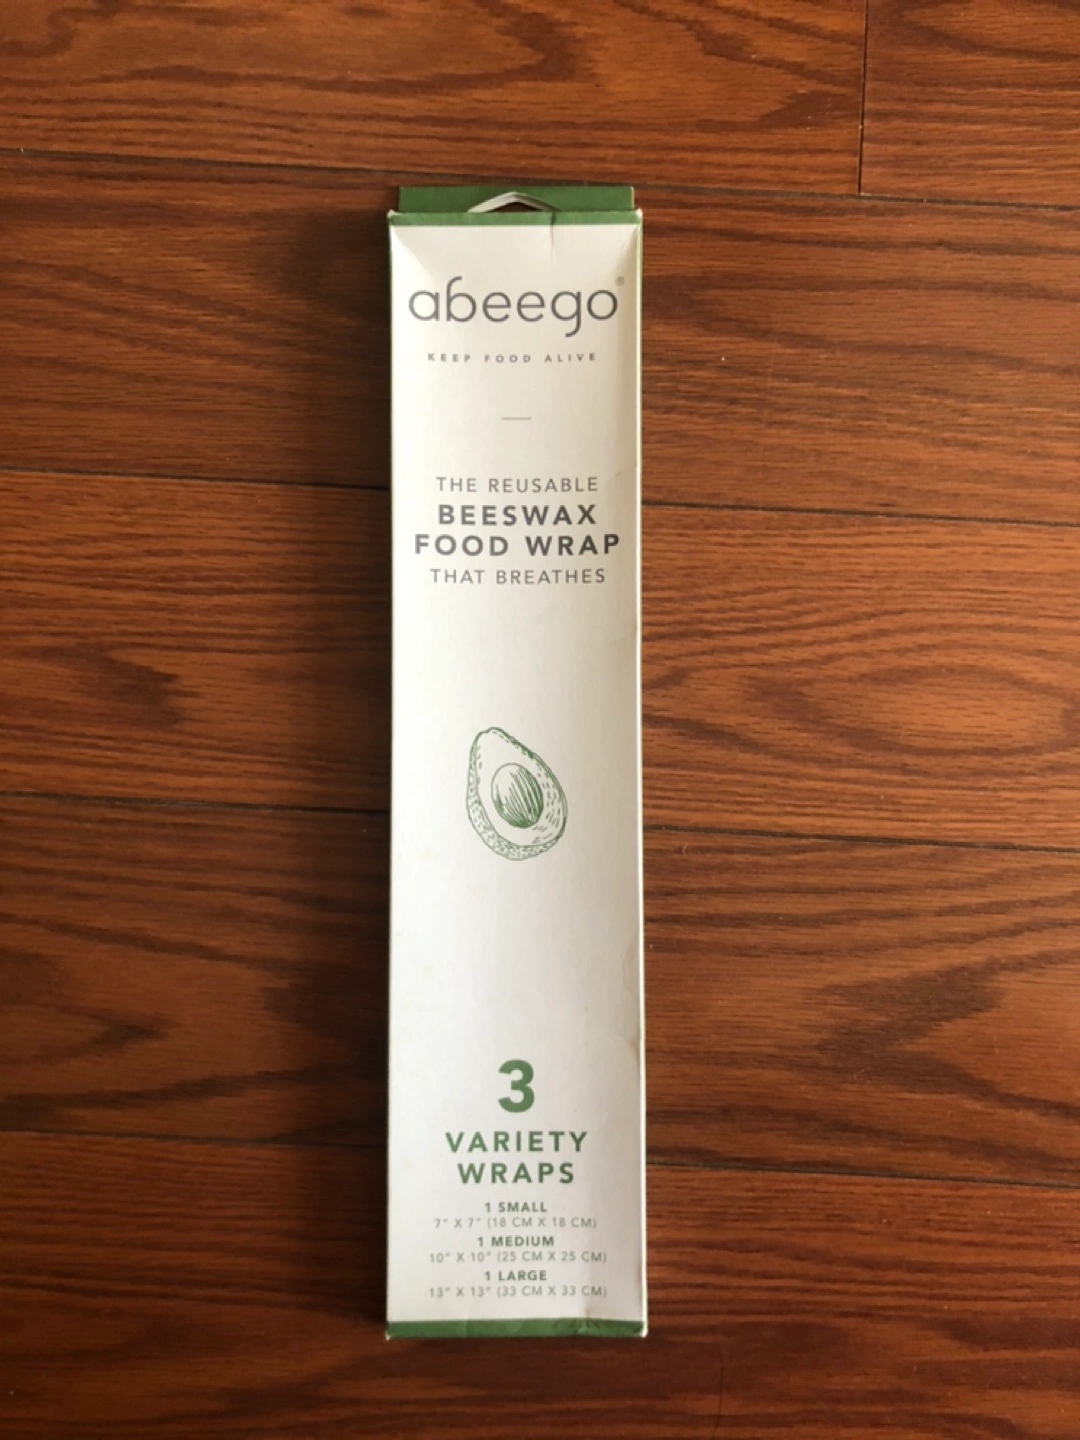 abeego®
KEEP FOOD ALIVE
THE REUSABLE
BEESWAX
FOOD WRAP
THAT BREATHES
3
VARIETY
WRAPS
1 SMALL
7" X 7" (18 CM X 18 CM)
1 MEDIUM
10" X 10" (25 CM X 25 CM)
1 LARGE
13" X 13" (33 CM X 33 CM)